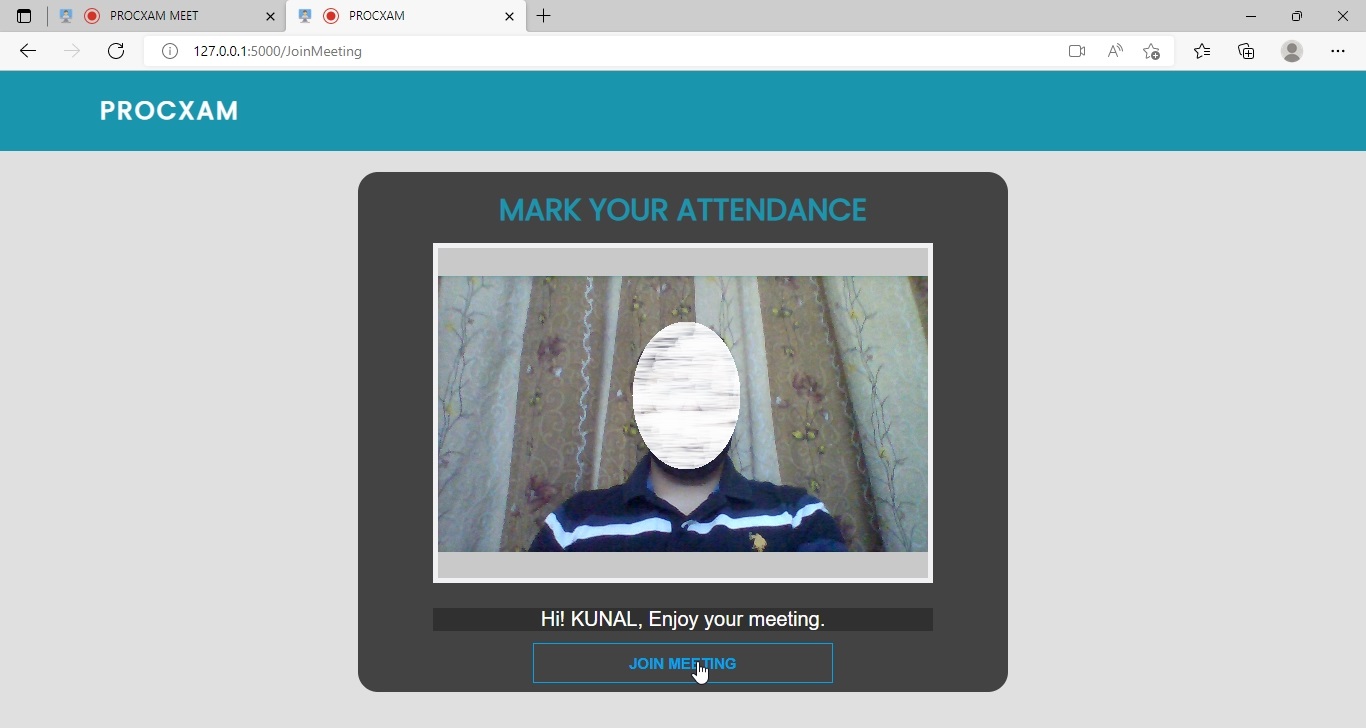 PROCXAM MEET
PROCXAM
127.0.0.1:5000/JoinMeeting
PROCXAM
MARK YOUR ATTENDANCE
Hi! KUNAL, Enjoy your meeting.
JOIN MEETING